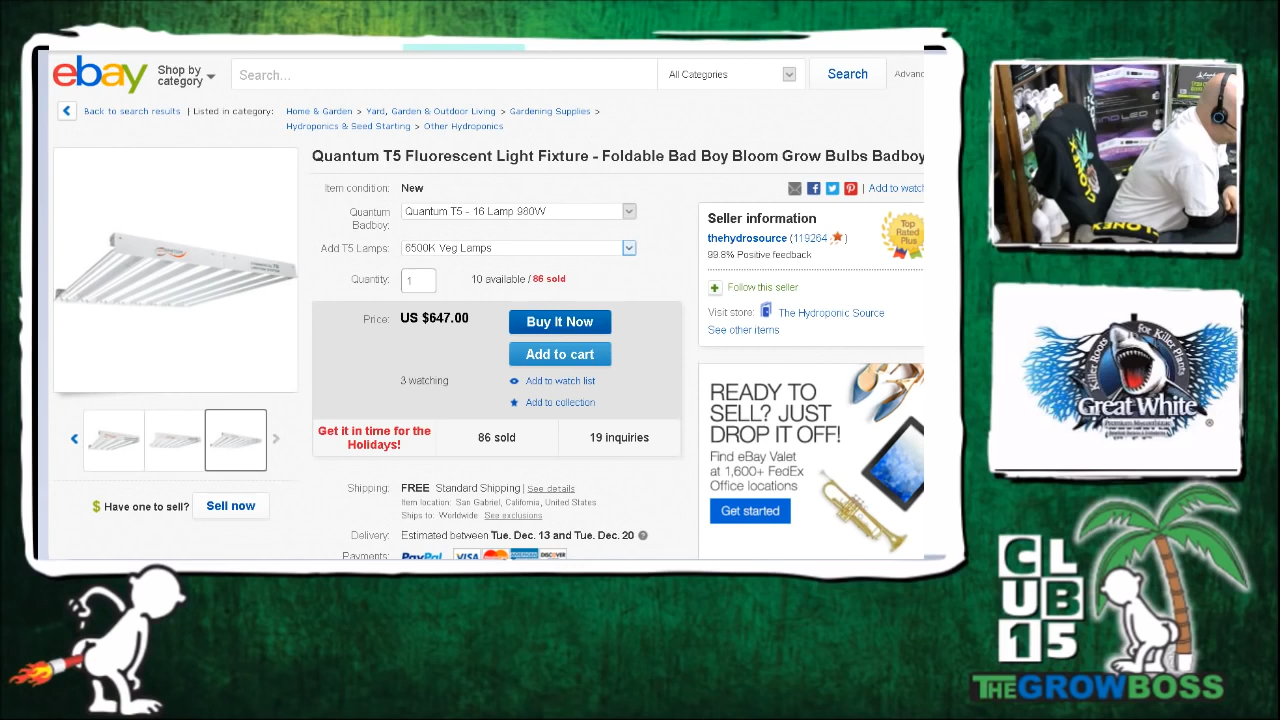 ebay
Shop by
category
Search...
All Categories
Search
Advanc
Back to search results | Listed in category:
Home & Garden > Yard, Garden & Outdoor Living > Gardening Supplies >
Hydroponics & Seed Starting > Other Hydroponics
Quantum T5 Fluorescent Light Fixture - Foldable Bad Boy Bloom Grow Bulbs Badboy
Item condition: New
| Add to watch
Quantum
Badboy:
Quantum T5 - 16 Lamp 980W
Add T5 Lamps: 6500K Veg Lamps
Quantity: 1
10 available / 86 sold
Price: US $647.00
Buy It Now
Add to cart
3 watching
Add to watch list
Add to collection
Get it in time for the
Holidays!
86 sold
19 inquiries
Shipping: FREE Standard Shipping | See details
Item location: San Gabriel, California, United States
Ships to: Worldwide See exclusions
Delivery: Estimated between Tue. Dec. 13 and Tue. Dec. 20
Payments: PayPal VISA MasterCard AMERICAN EXPRESS DISCOVER
Seller information
thehydrosource (119264)
99.8% Positive feedback
Top
Rated
Plus
Follow this seller
Visit store: The Hydroponic Source
See other items
READY TO
SELL? JUST
DROP IT OFF!
Find eBay Valet
at 1,600+ FedEx
Office locations
Get started
$ Have one to sell? Sell now
CLONEX
Killer Roots for Killer Plants
Great White
Premium Mycorrhizae
CLUB
15
THEGROWBOSS